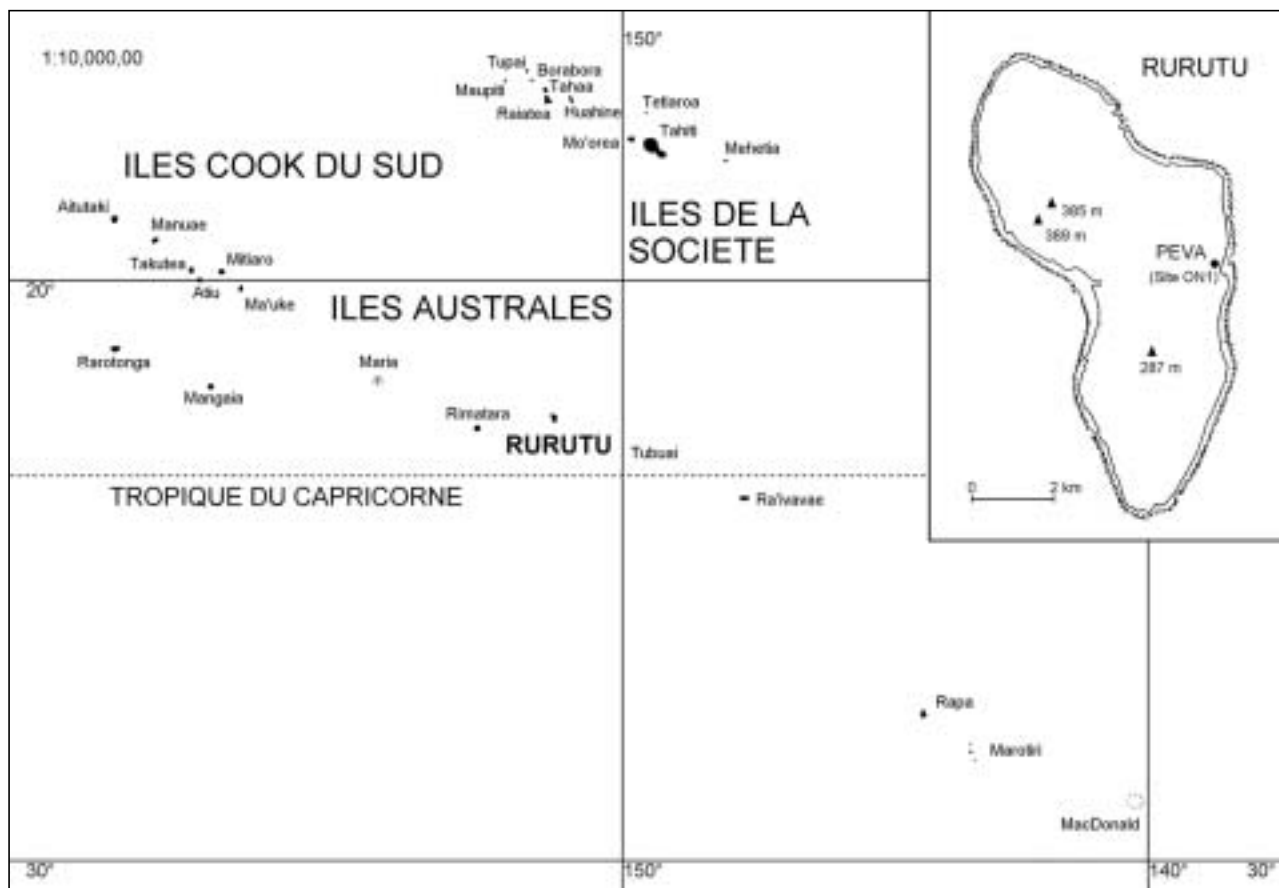 1:10,000,00
150°
RURUTU
Tupai
Borabora
Maupiti
Tahaa
Raiatea
Huahine
Tetiaroa
Mo'orea
Tahiti
Mehetia
ILES COOK DU SUD
Aitutaki
Manuae
Takutea
Mitiaro
Atiu
Ma'uke
ILES DE LA
SOCIETE
385 m
389 m
PEVA
(Site ON1)
287 m
0 2 km
20°
ILES AUSTRALES
Rarotonga
Mangaia
Maria
Rimatara
RURUTU
Tubuai
TROPIQUE DU CAPRICORNE
Ra'ivavae
Rapa
Marotiri
MacDonald
30°
150°
140°
30°